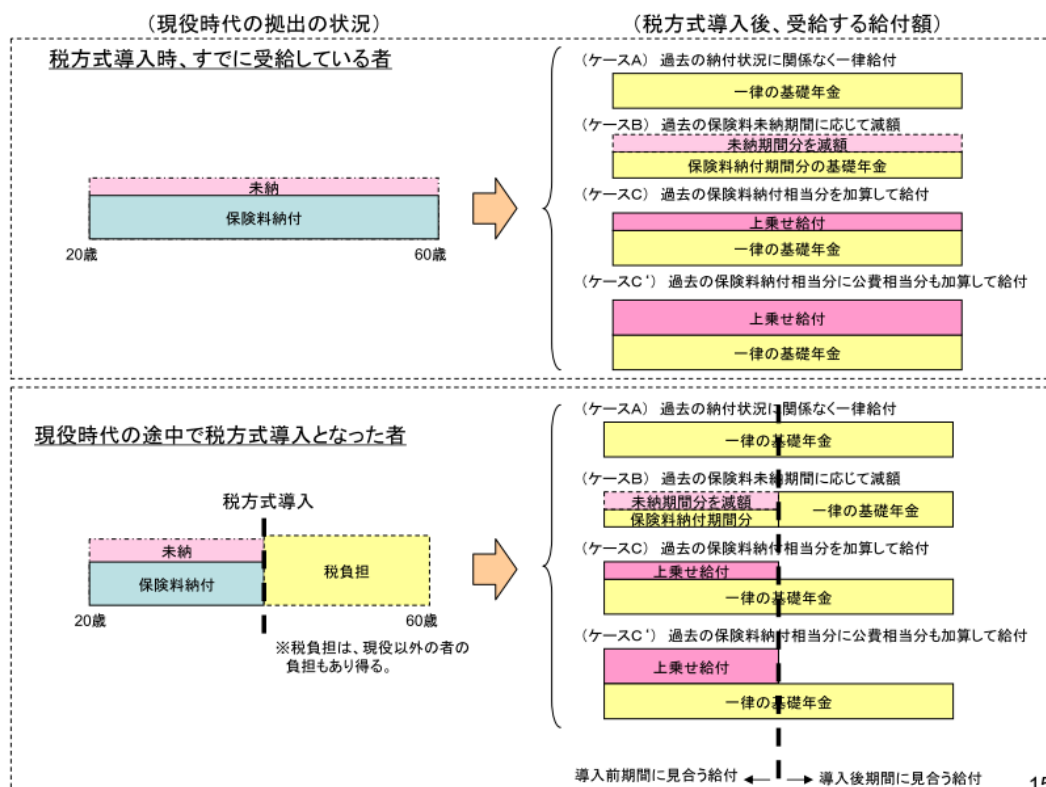 (現役時代の拠出の状況)
(税方式導入後、受給する給付額)
税方式導入時、すでに受給している者
未納
保険料納付
20歳
60歳
(ケースA) 過去の納付状況に関係なく一律給付
一律の基礎年金
(ケースB) 過去の保険料未納期間に応じて減額
未納期間分を減額
保険料納付期間分の基礎年金
(ケースC) 過去の保険料納付相当分を加算して給付
上乗せ給付
一律の基礎年金
(ケースC') 過去の保険料納付相当分に公費相当分も加算して給付
上乗せ給付
一律の基礎年金
現役時代の途中で税方式導入となった者
税方式導入
未納
保険料納付
税負担
20歳
60歳
※税負担は、現役以外の者の
負担もあり得る。
(ケースA) 過去の納付状況に関係なく一律給付
一律の基礎年金
(ケースB) 過去の保険料未納期間に応じて減額
未納期間分を減額
保険料納付期間分
一律の基礎年金
(ケースC) 過去の保険料納付相当分を加算して給付
上乗せ給付
一律の基礎年金
(ケースC') 過去の保険料納付相当分に公費相当分も加算して給付
上乗せ給付
一律の基礎年金
導入前期間に見合う給付
導入後期間に見合う給付
15